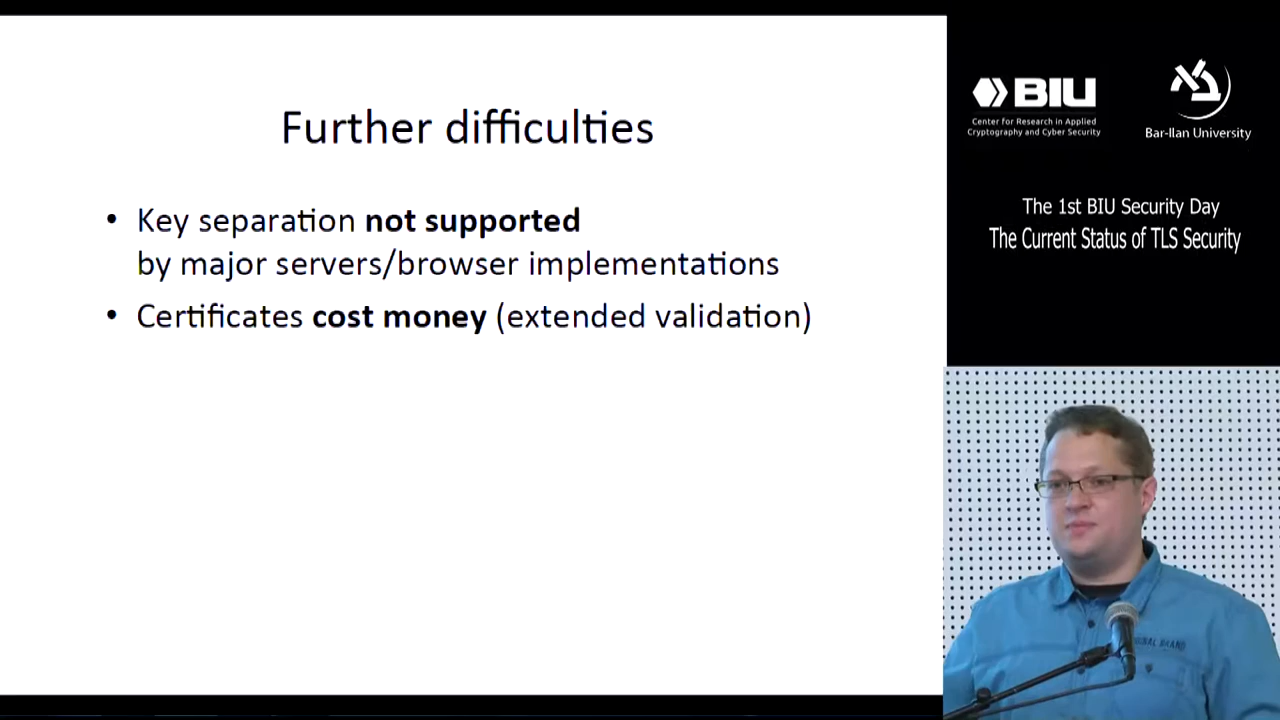 Further difficulties
• Key separation not supported
by major servers/browser implementations
• Certificates cost money (extended validation)
BIU
Center for Research in Applied
Cryptography and Cyber Security
Bar-Ilan University
The 1st BIU Security Day
The Current Status of TLS Security